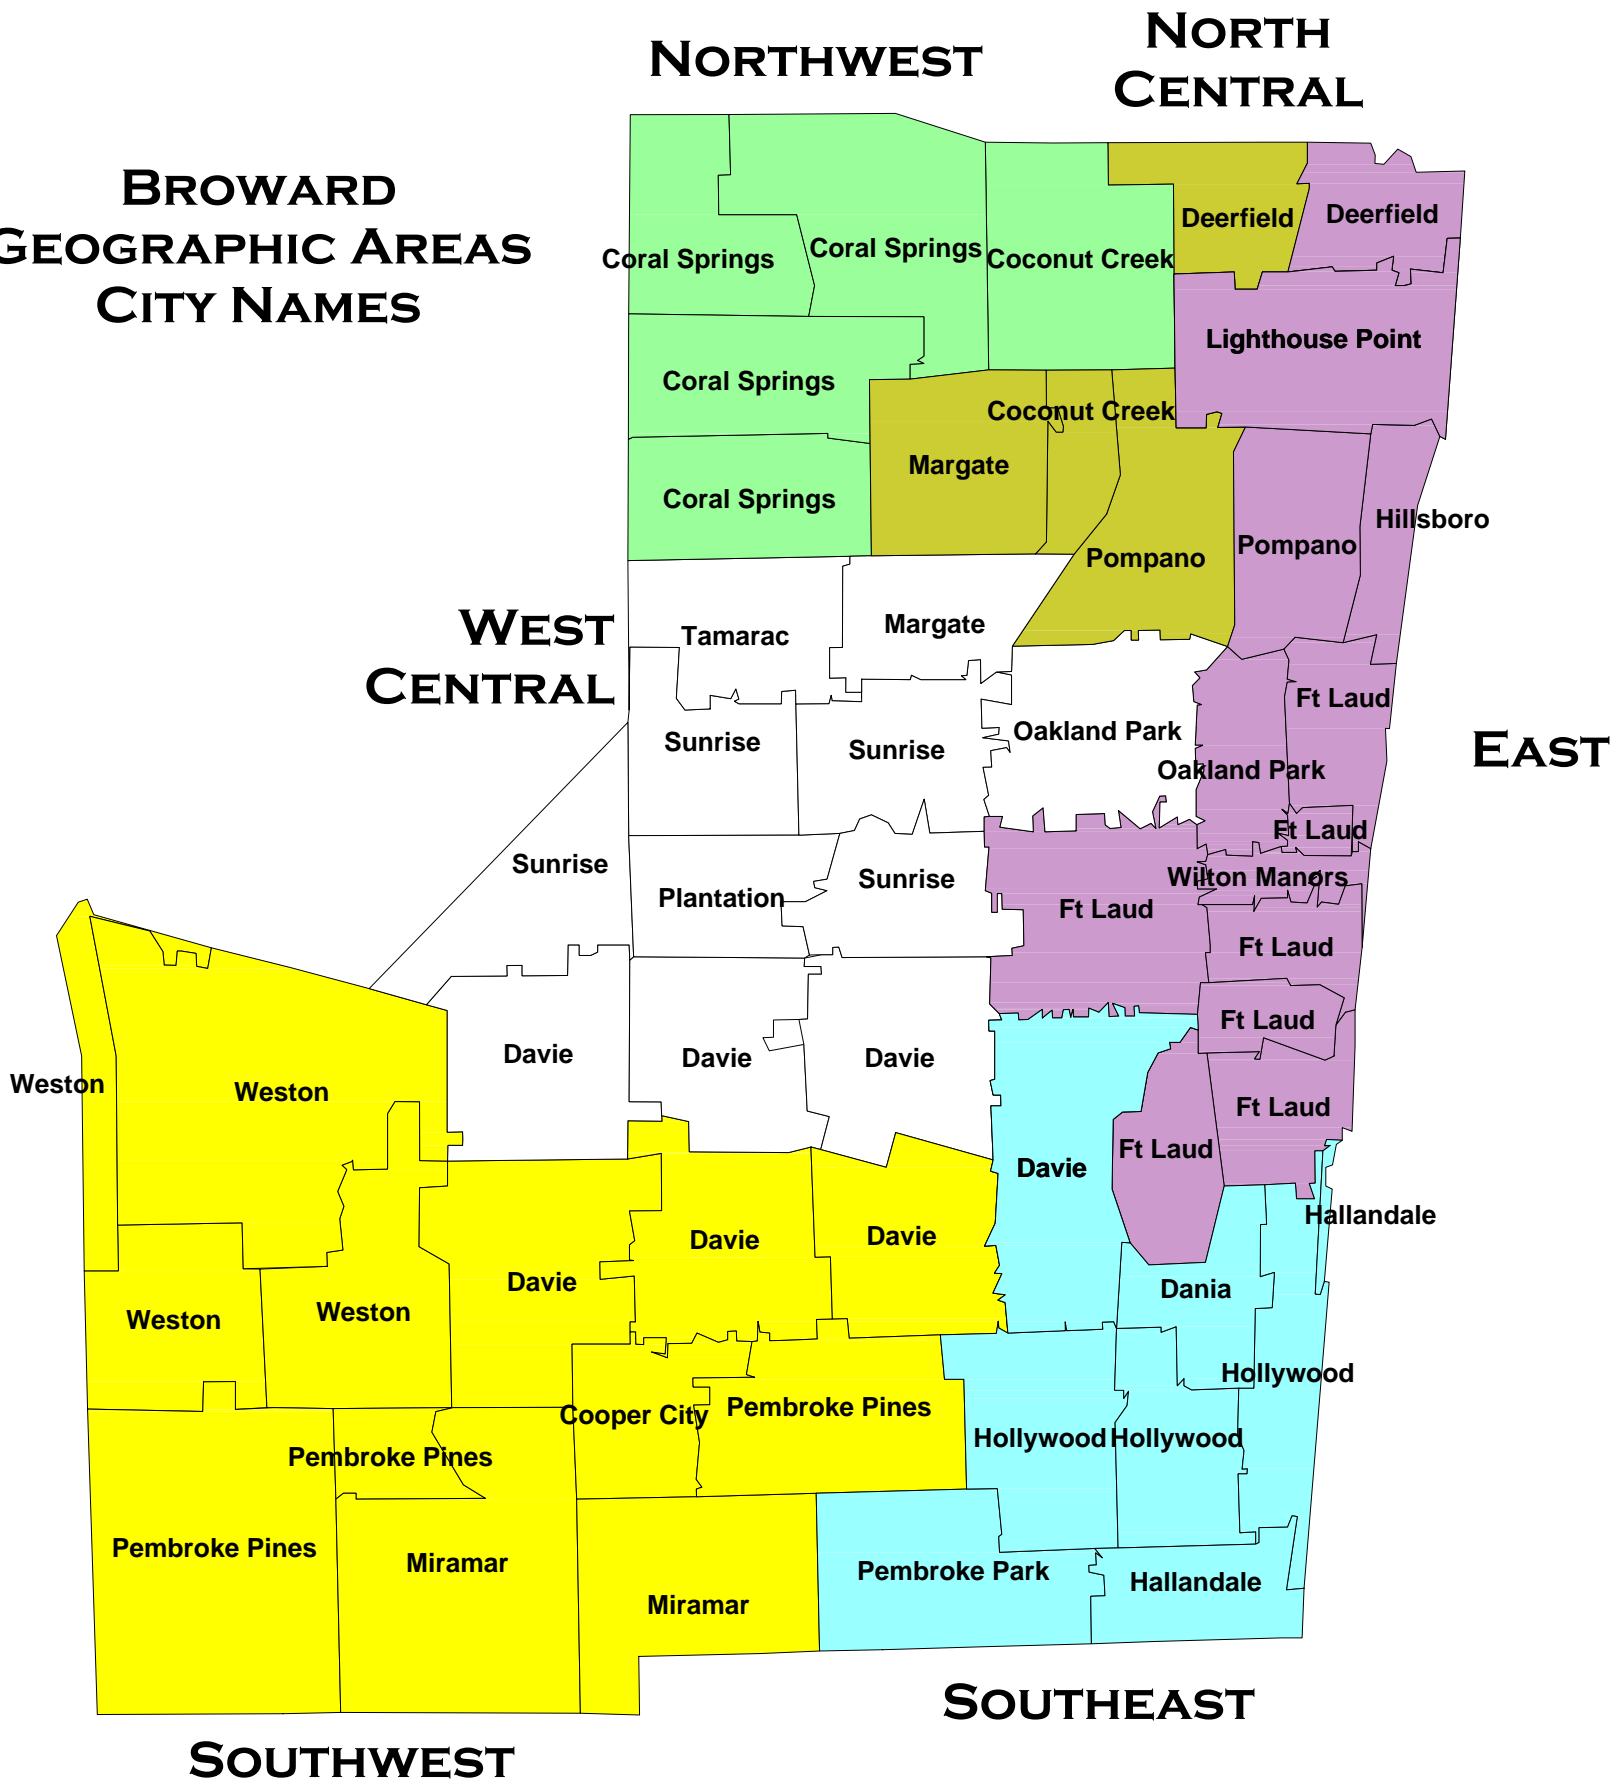 NORTH
CENTRAL
NORTHWEST
BROWARD
GEOGRAPHIC AREAS
CITY NAMES
Deerfield
Deerfield
Coral Springs
Coral Springs
Coconut Creek
Lighthouse Point
Coral Springs
Coconut Creek
Margate
Coral Springs
Hillsboro
Pompano
Pompano
WEST
CENTRAL
Tamarac
Margate
Ft Laud
Oakland Park
Sunrise
Sunrise
EAST
Oakland Park
Ft Laud
Sunrise
Sunrise
Wilton Manors
Plantation
Ft Laud
Ft Laud
Ft Laud
Davie
Davie
Davie
Weston
Weston
Ft Laud
Ft Laud
Davie
Hallandale
Davie
Davie
Davie
Dania
Weston
Weston
Hollywood
Cooper City
Pembroke Pines
Hollywood
Hollywood
Pembroke Pines
Pembroke Pines
Miramar
Pembroke Park
Hallandale
Miramar
SOUTHEAST
SOUTHWEST